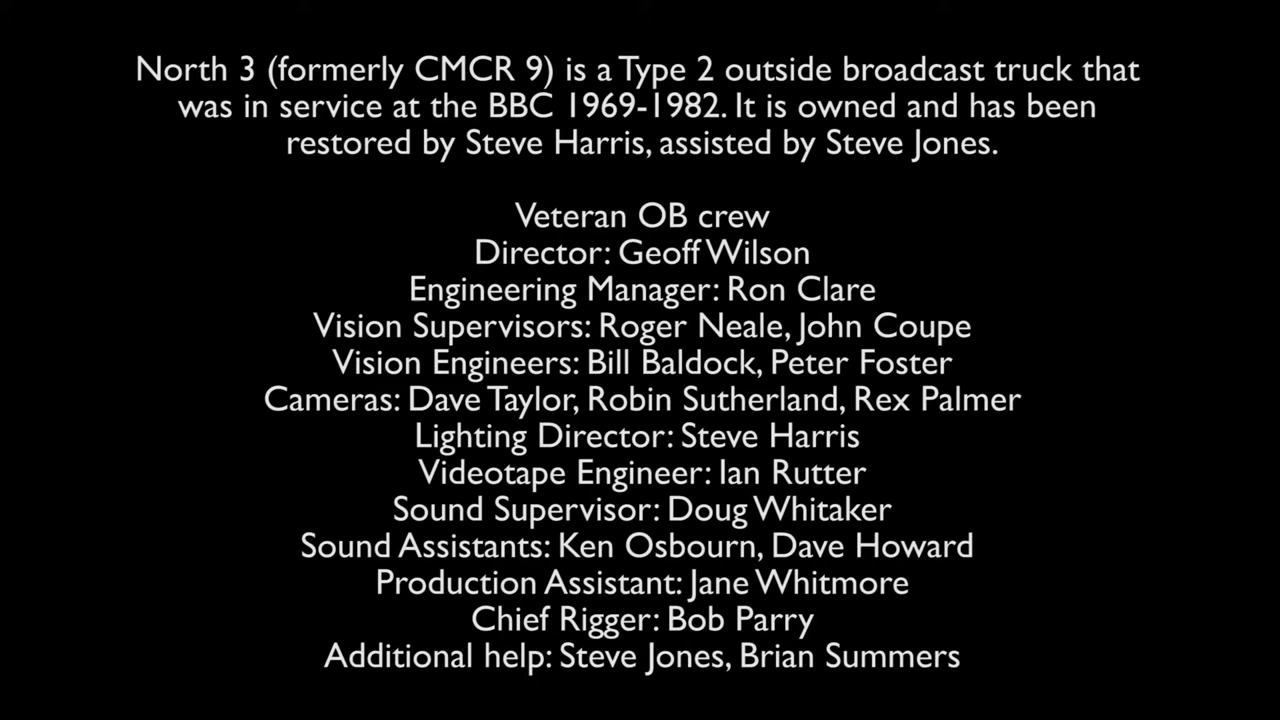 North 3 (formerly CMCR 9) is a Type 2 outside broadcast truck that
was in service at the BBC 1969-1982. It is owned and has been
restored by Steve Harris, assisted by Steve Jones.
Veteran OB crew
Director: Geoff Wilson
Engineering Manager: Ron Clare
Vision Supervisors: Roger Neale, John Coupe
Vision Engineers: Bill Baldock, Peter Foster
Cameras: Dave Taylor, Robin Sutherland, Rex Palmer
Lighting Director: Steve Harris
Videotape Engineer: Ian Rutter
Sound Supervisor: Doug Whitaker
Sound Assistants: Ken Osbourn, Dave Howard
Production Assistant: Jane Whitmore
Chief Rigger: Bob Parry
Additional help: Steve Jones, Brian Summers